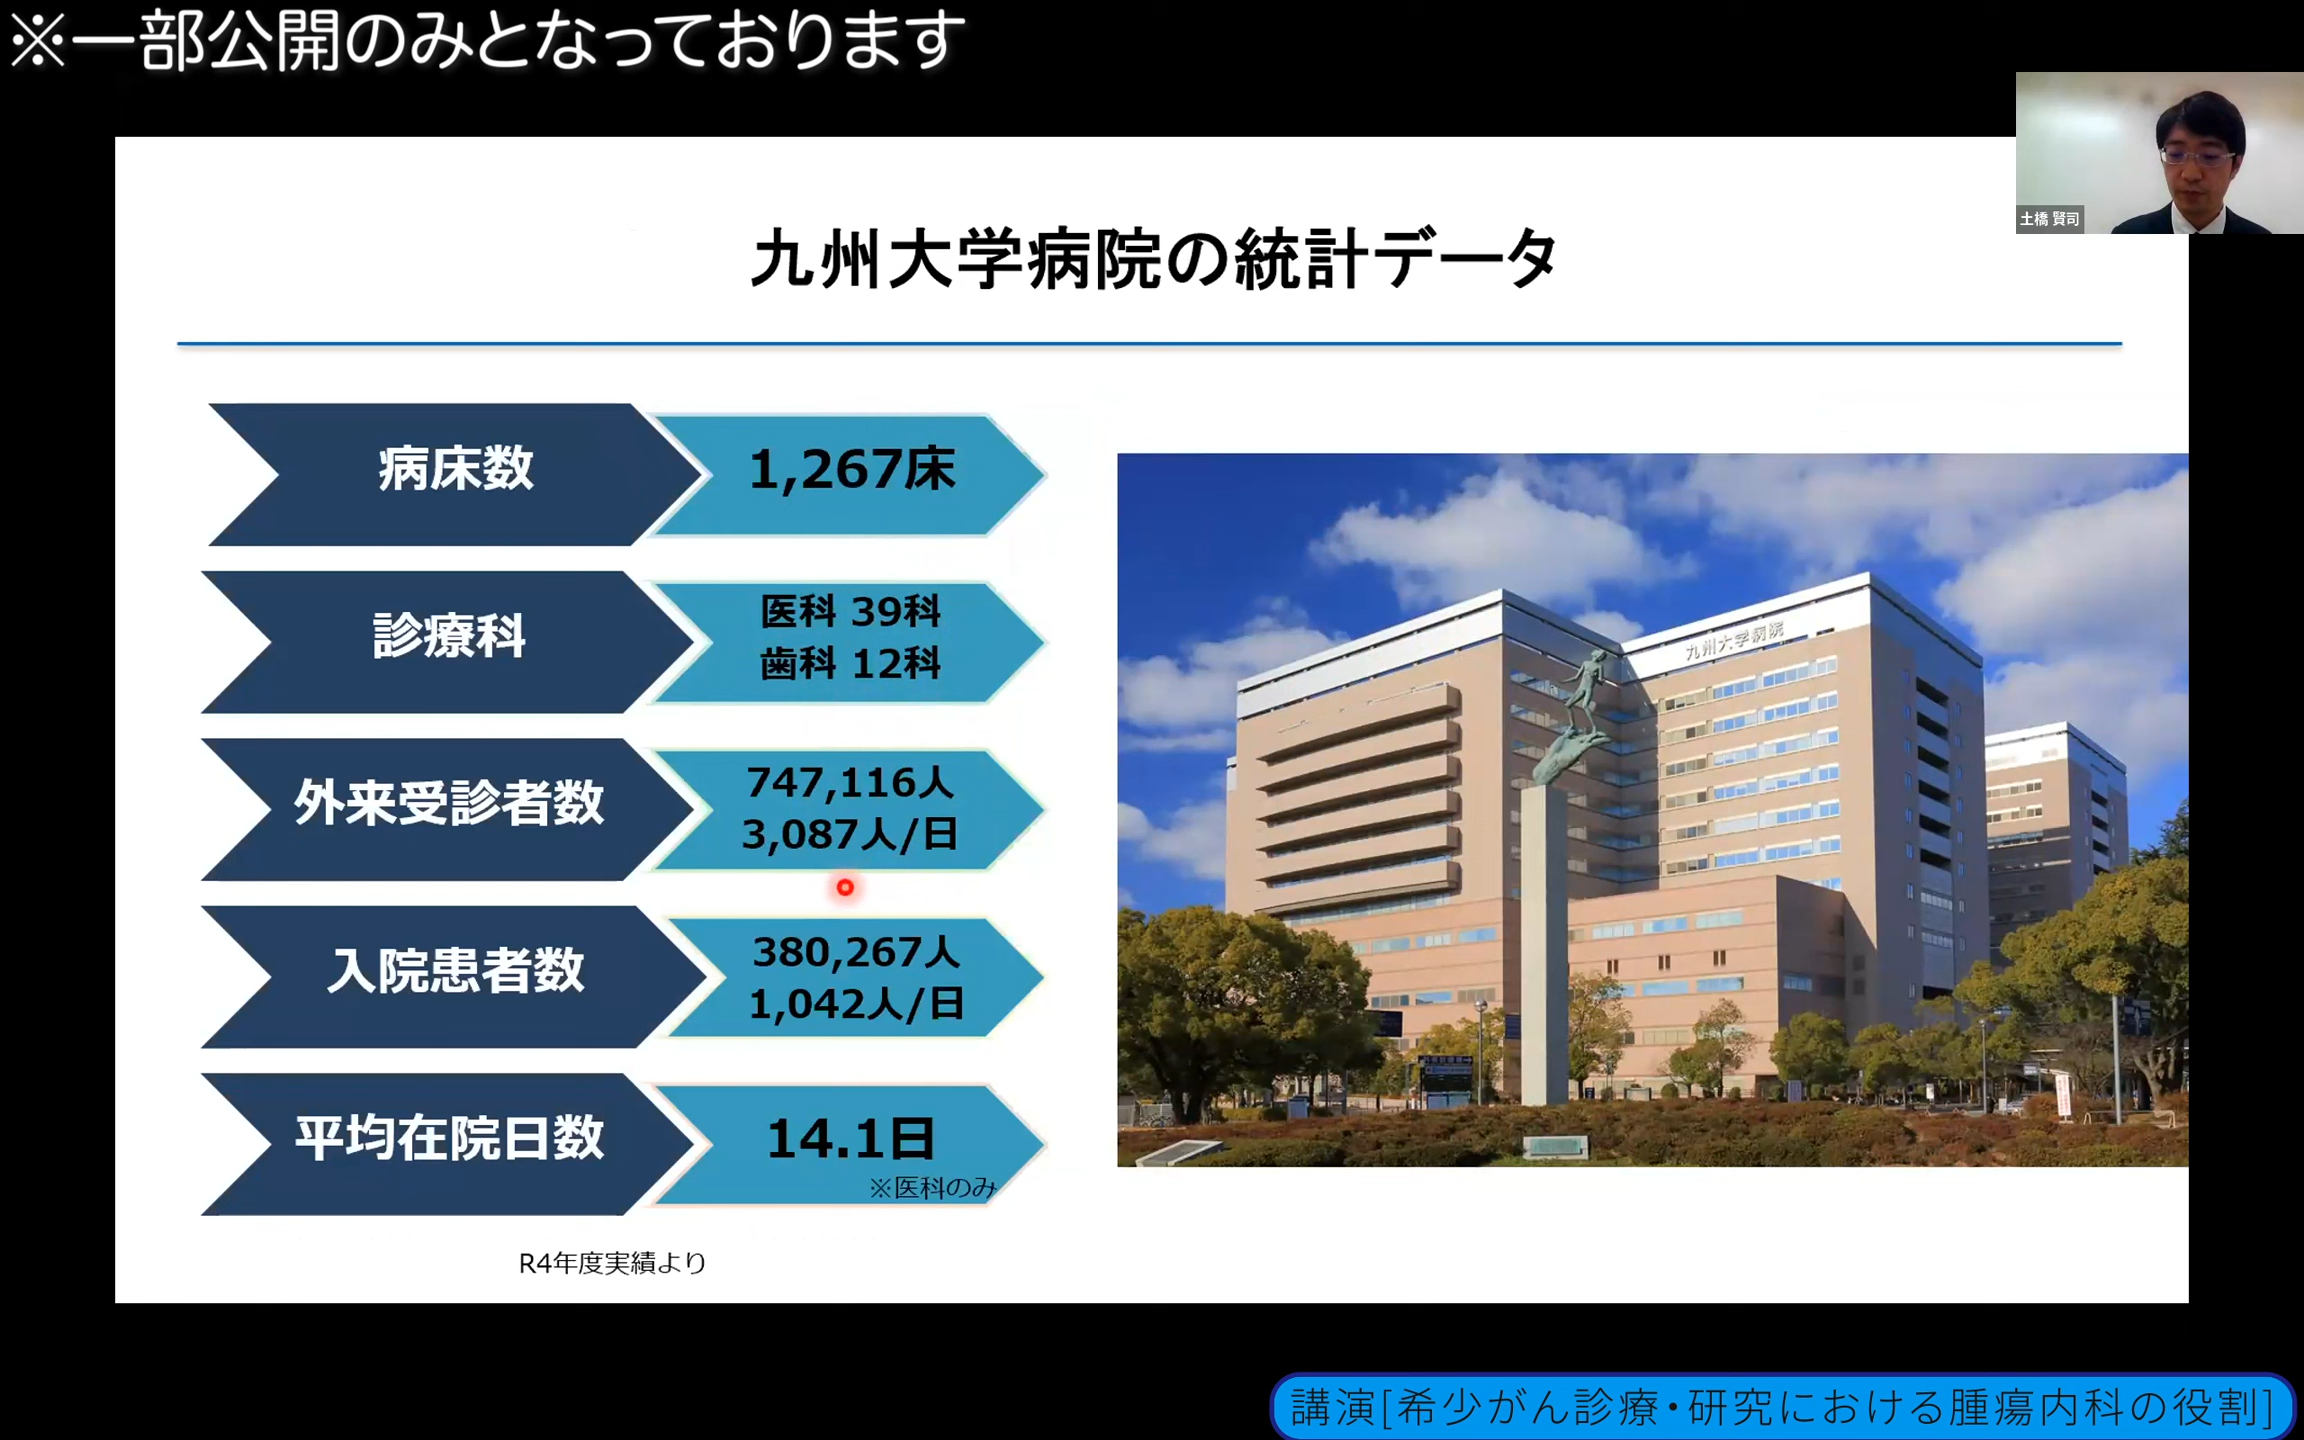 ※一部公開のみとなっております
土橋 賢司
九州大学病院の統計データ
病床数
1,267床
診療科
医科 39科
歯科 12科
外来受診者数
747,116人
3,087人/日
入院患者数
380,267人
1,042人/日
平均在院日数
14.1日
※医科のみ
R4年度実績より
九州大学病院
講演[希少がん診療・研究における腫瘍内科の役割]